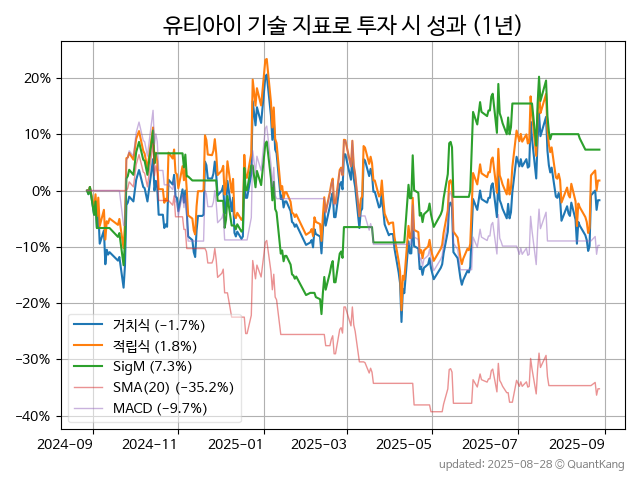 유티아이 기술 지표로 투자 시 성과 (1년)
20%
10%
0%
−10%
−20%
−30%
−40%
거치식 (−1.7%)
적립식 (1.8%)
SigM (7.3%)
SMA(20) (−35.2%)
MACD (−9.7%)
2024-09
2024-11
2025-01
2025-03
2025-05
2025-07
2025-09
updated: 2025-08-28 © QuantKang